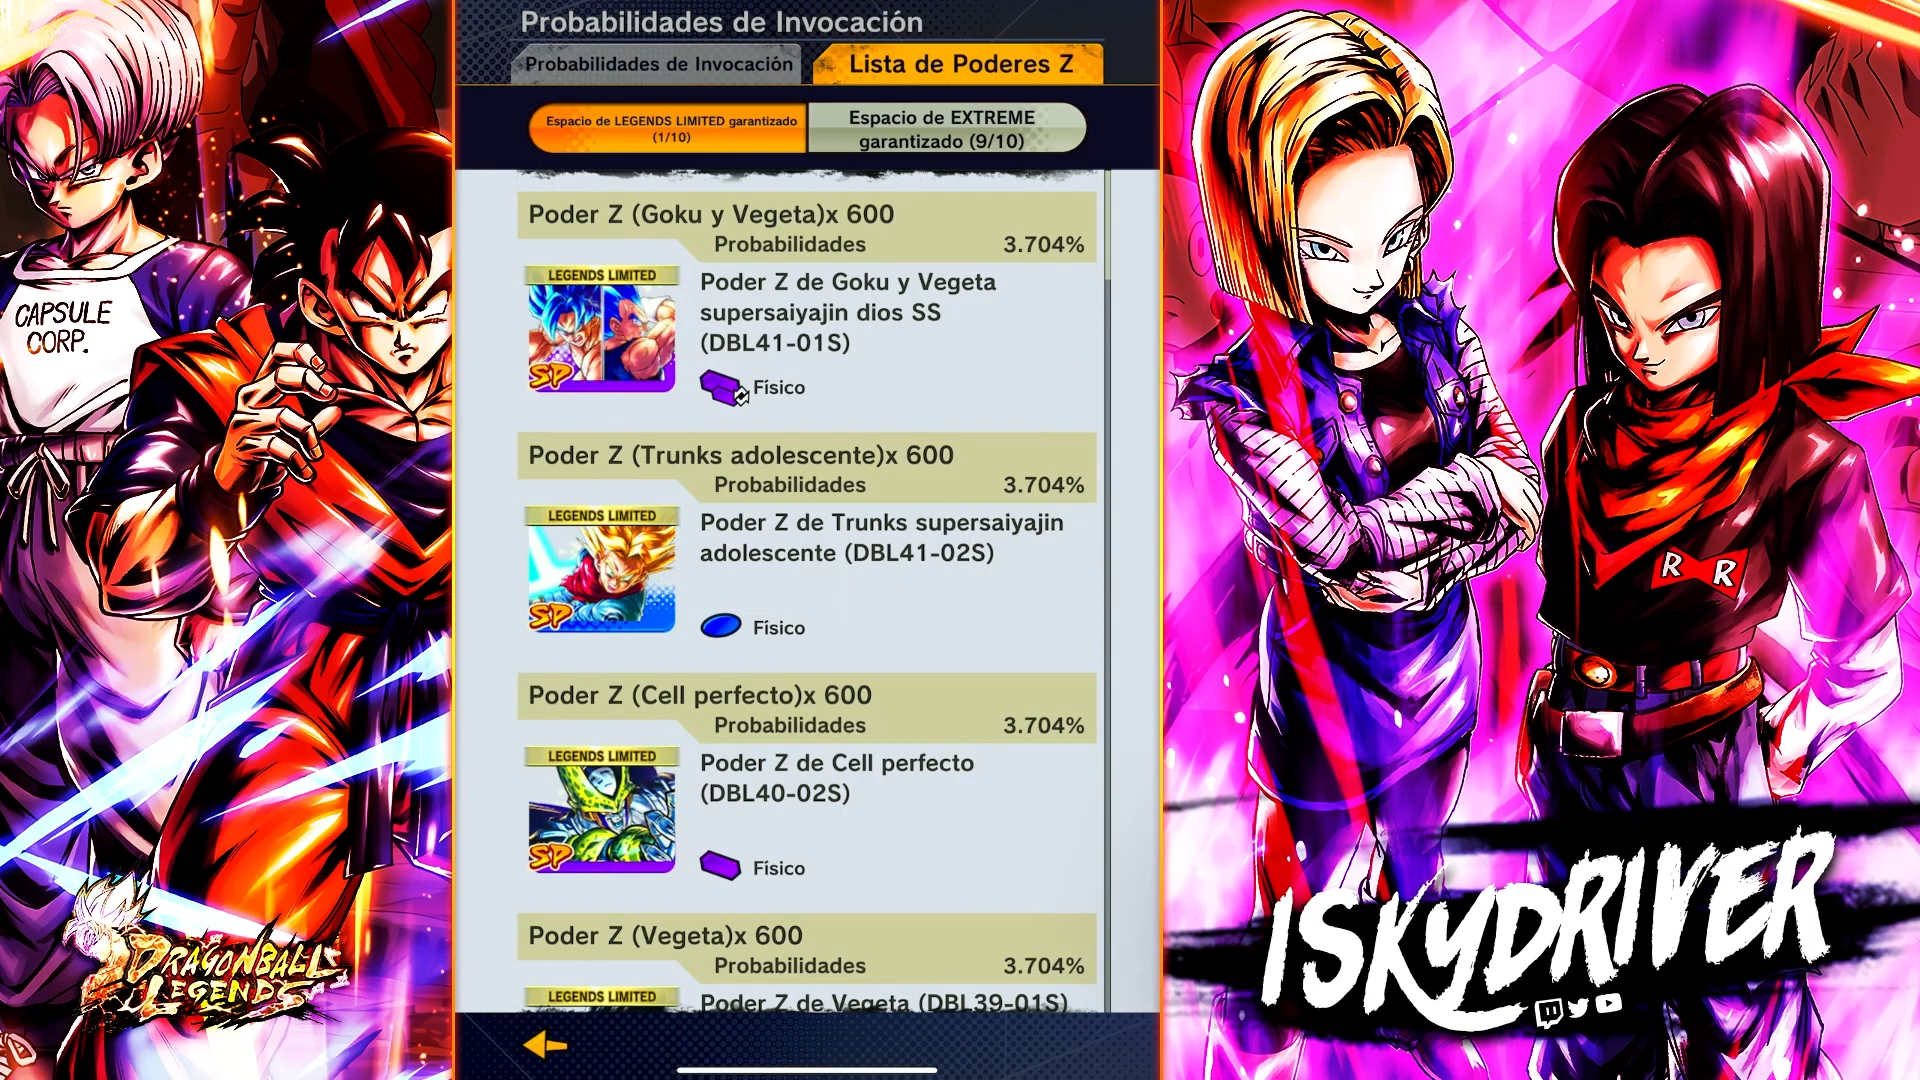 Probabilidades de Invocación
Probabilidades de Invocación
Lista de Poderes Z
Espacio de LEGENDS LIMITED garantizado
(1/10)
Espacio de EXTREME
garantizado (9/10)
Poder Z (Goku y Vegeta)x 600
Probabilidades 3.704%
LEGENDS LIMITED
SP
Poder Z de Goku y Vegeta
supersaiyajin dios SS
(DBL41-01S)
Físico
Poder Z (Trunks adolescente)x 600
Probabilidades 3.704%
LEGENDS LIMITED
SP
Poder Z de Trunks supersaiyajin
adolescente (DBL41-02S)
Físico
Poder Z (Cell perfecto)x 600
Probabilidades 3.704%
LEGENDS LIMITED
SP
Poder Z de Cell perfecto
(DBL40-02S)
Físico
Poder Z (Vegeta)x 600
Probabilidades 3.704%
LEGENDS LIMITED
Poder Z de Vegeta (DBL39-01S)
CAPSULE
CORP.
DRAGONBALL
LEGENDS
R R
ISKYDRIVER